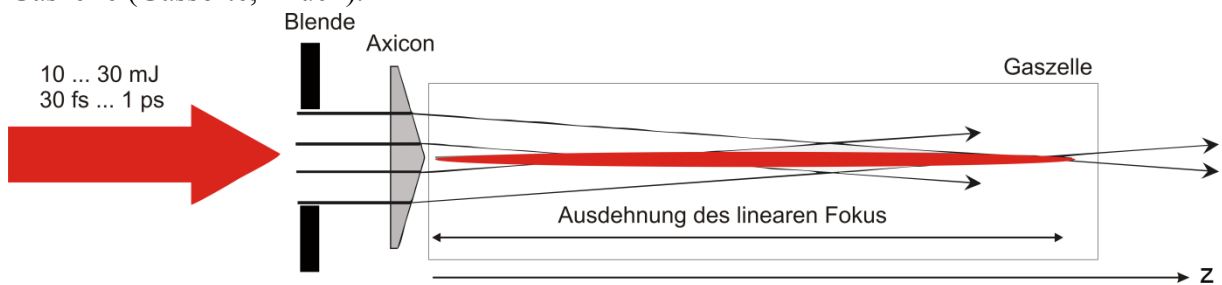 Blende
Axicon
Gaszelle
10 ... 30 mJ
30 fs ... 1 ps
Ausdehnung des linearen Fokus
z